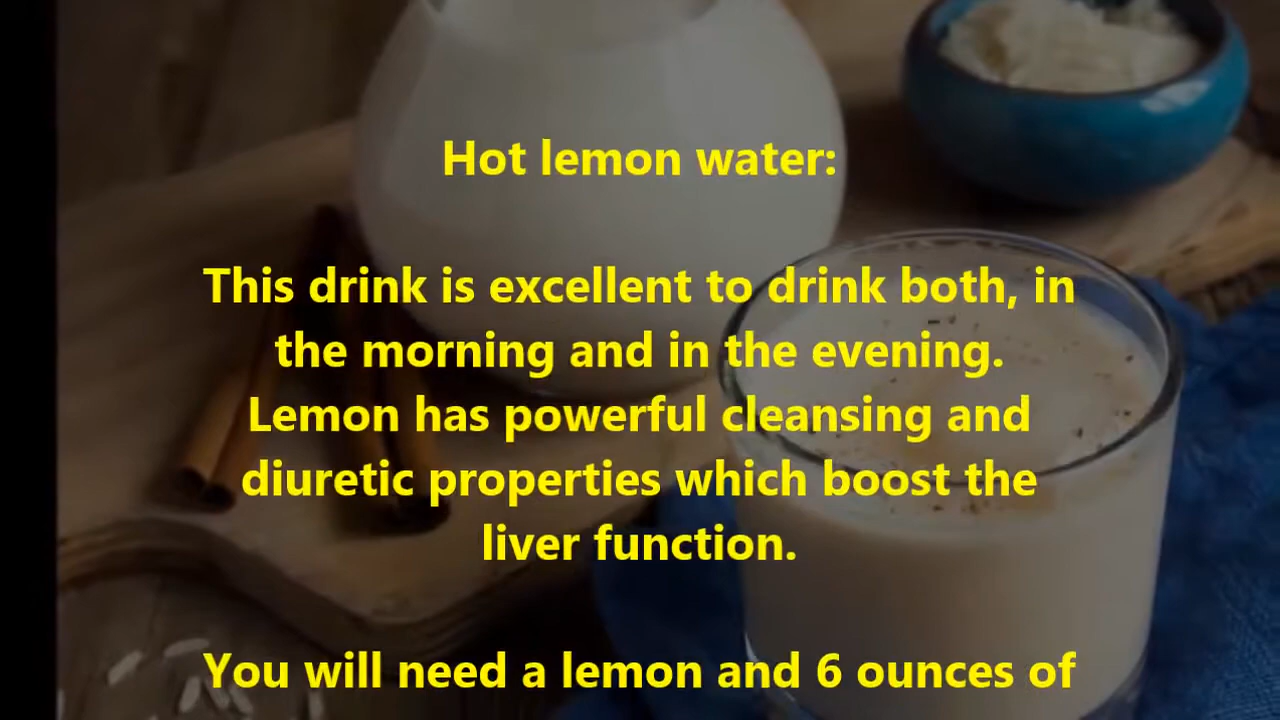 Hot lemon water:
This drink is excellent to drink both, in
the morning and in the evening.
Lemon has powerful cleansing and
diuretic properties which boost the
liver function.
You will need a lemon and 6 ounces of